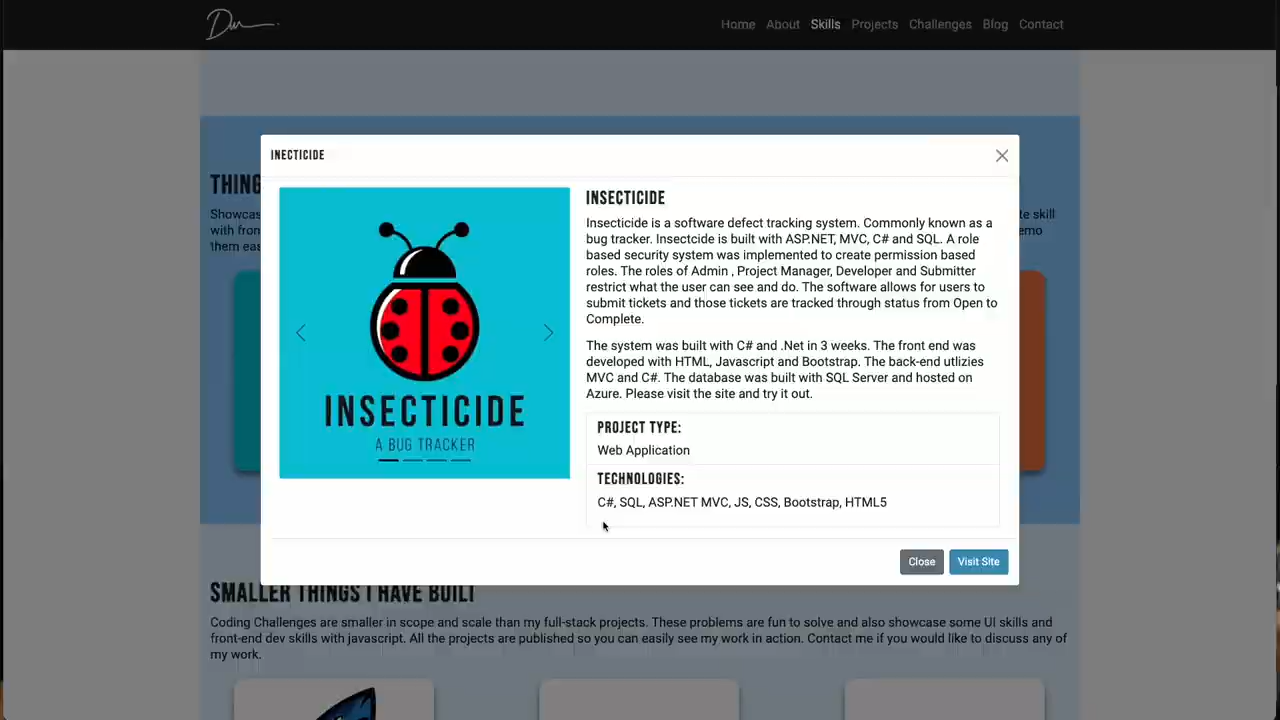 Home About Skills Projects Challenges Blog Contact
INECTICIDE
THING
Showcas
te skill
with fron
emo
them eas
INSECTICIDE
A BUG TRACKER
INSECTICIDE
Insecticide is a software defect tracking system. Commonly known as a
bug tracker. Insectcide is built with ASP.NET, MVC, C# and SQL. A role
based security system was implemented to create permission based
roles. The roles of Admin , Project Manager, Developer and Submitter
restrict what the user can see and do. The software allows for users to
submit tickets and those tickets are tracked through status from Open to
Complete.
The system was built with C# and .Net in 3 weeks. The front end was
developed with HTML, Javascript and Bootstrap. The back-end utlizies
MVC and C#. The database was built with SQL Server and hosted on
Azure. Please visit the site and try it out.
PROJECT TYPE:
Web Application
TECHNOLOGIES:
C#, SQL, ASP.NET MVC, JS, CSS, Bootstrap, HTML5
Close Visit Site
SMALLER THINGS I HAVE BUILT
Coding Challenges are smaller in scope and scale than my full-stack projects. These problems are fun to solve and also showcase some UI skills and
front-end dev skills with javascript. All the projects are published so you can easily see my work in action. Contact me if you would like to discuss any of
my work.